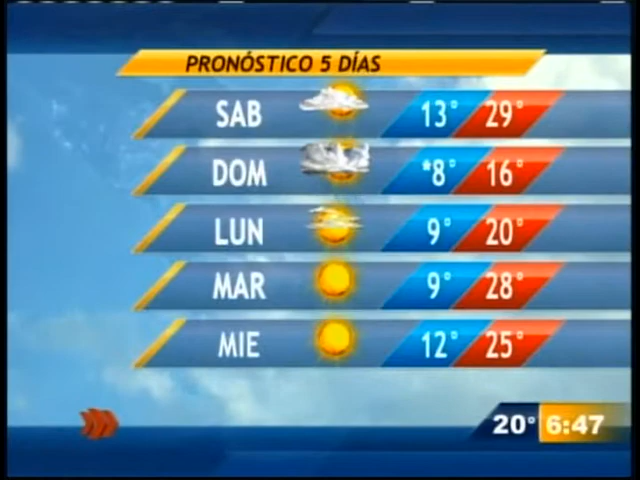 PRONÓSTICO 5 DÍAS
SAB 13° 29°
DOM *8° 16°
LUN 9° 20°
MAR 9° 28°
MIE 12° 25°
20° 6:47